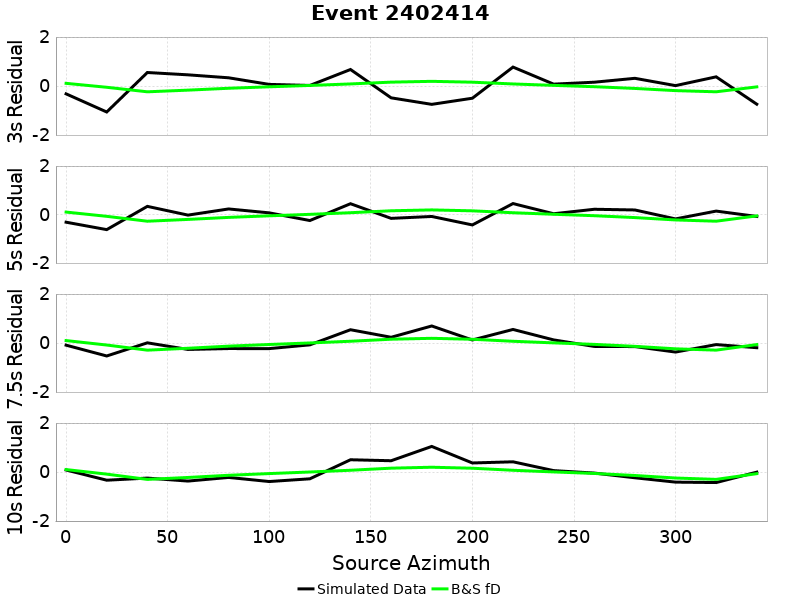 Event 2402414
3s Residual
2
0
-2
5s Residual
2
0
-2
7.5s Residual
2
0
-2
10s Residual
2
0
-2
0 50 100 150 200 250 300
Source Azimuth
Simulated Data B&S fD